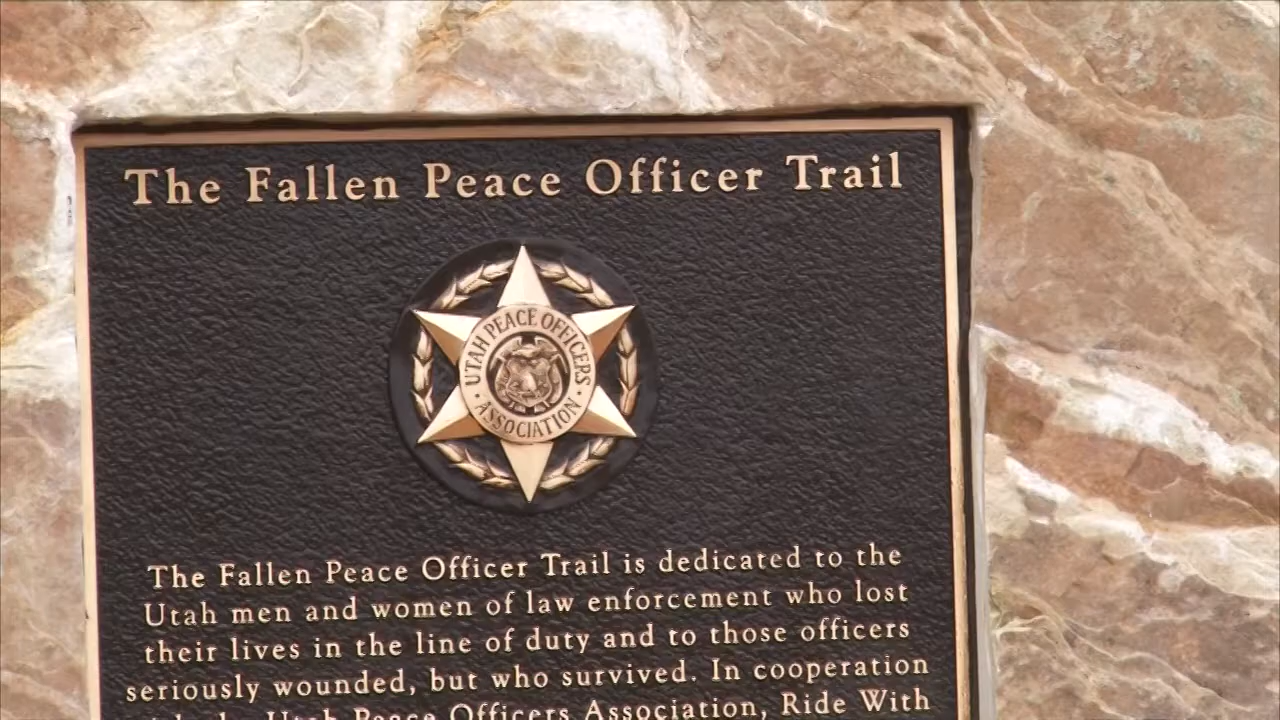 The Fallen Peace Officer Trail
UTAH PEACE OFFICERS
· ASSOCIATION ·
The Fallen Peace Officer Trail is dedicated to the
Utah men and women of law enforcement who lost
their lives in the line of duty and to those officers
seriously wounded, but who survived. In cooperation
Utah Peace Officers Association, Ride With